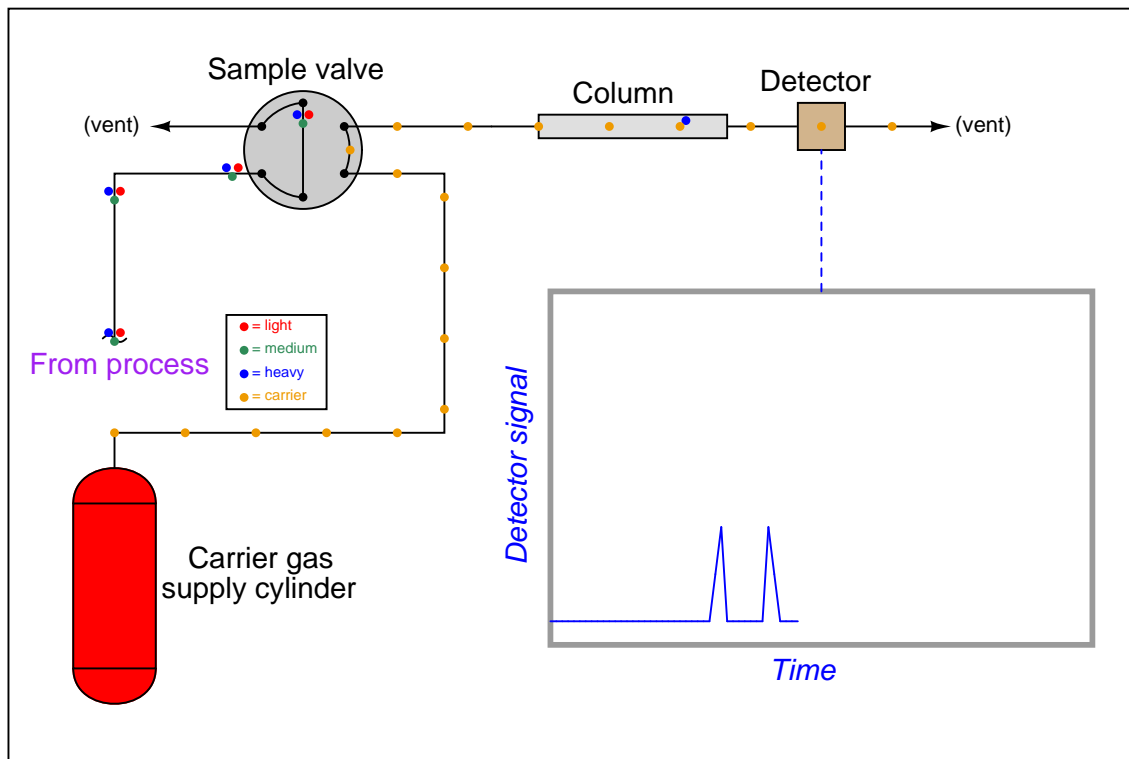 Sample valve
Column
Detector
(vent)
(vent)
= light
= medium
= heavy
= carrier
From process
Carrier gas
supply cylinder
Detector signal
Time